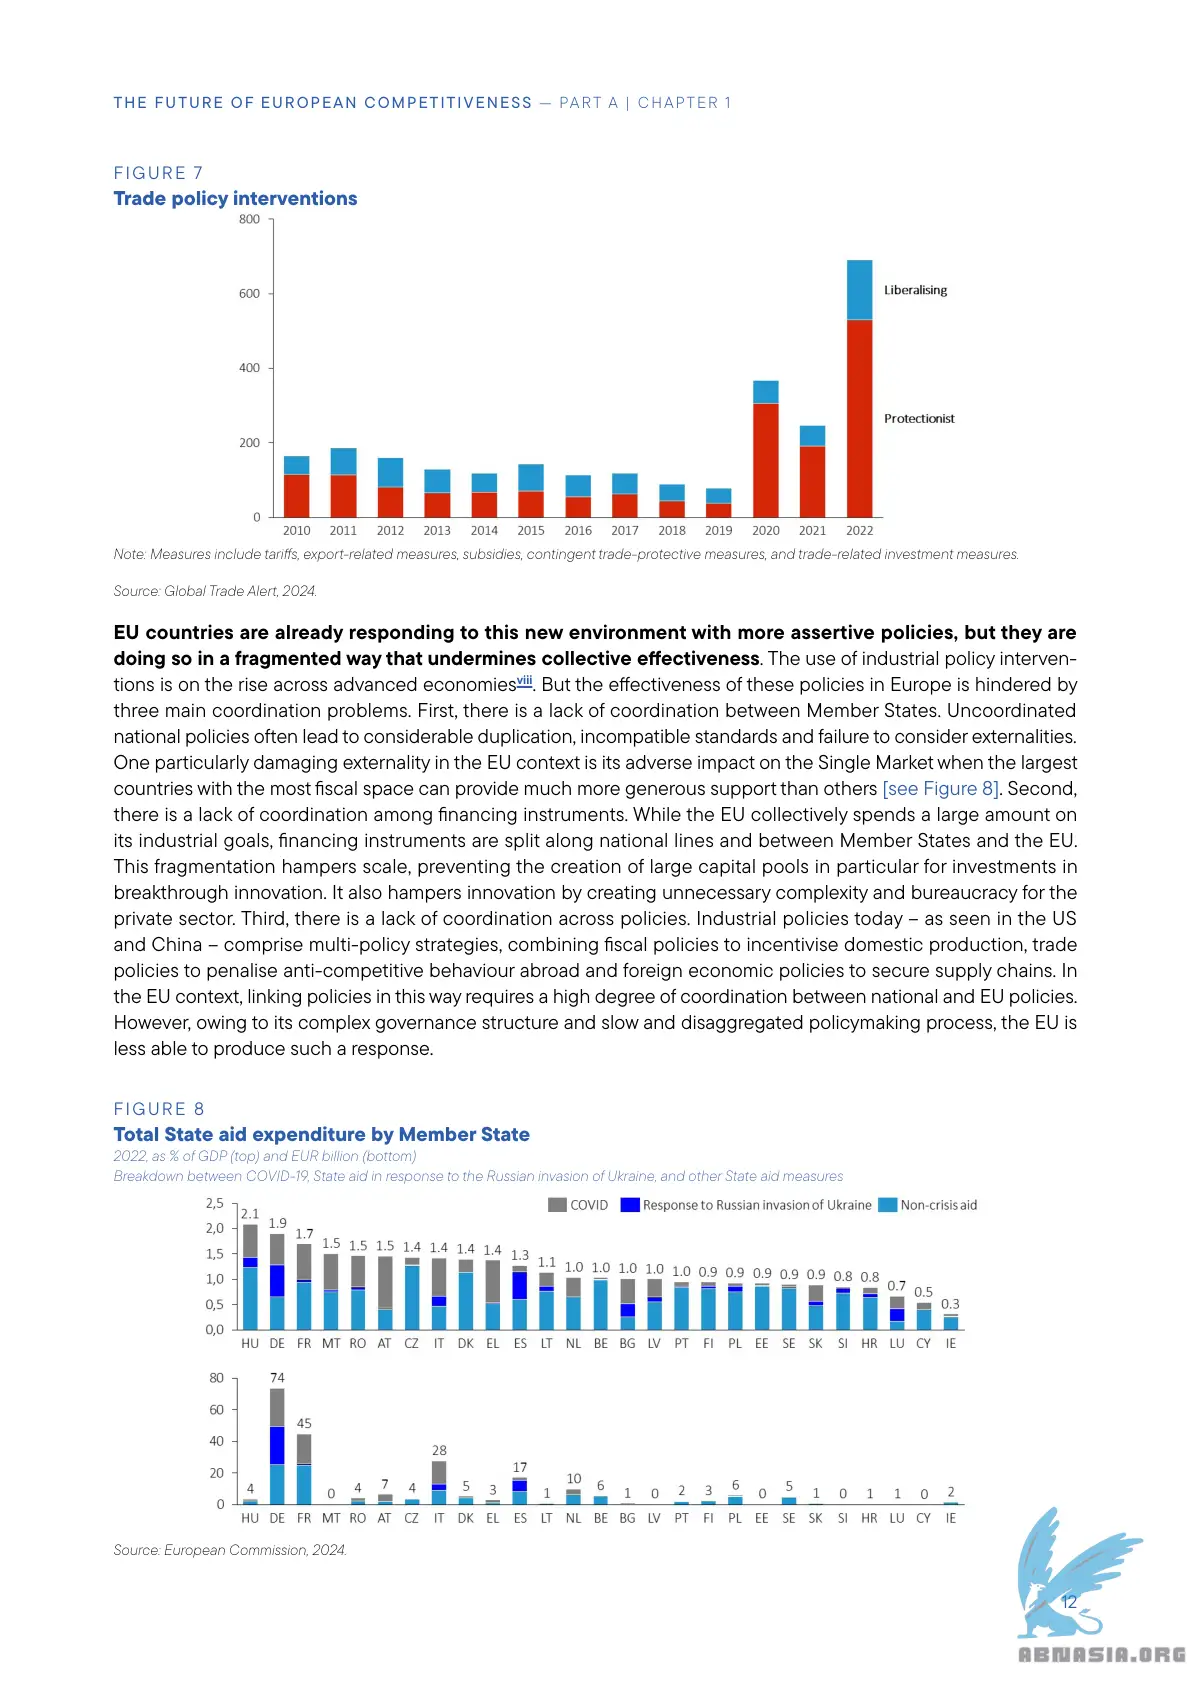 THE FUTURE OF EUROPEAN COMPETITIVENESS — PART A | CHAPTER 1
FIGURE 7
Trade policy interventions
800
600
400
200
0
Liberalising
Protectionist
2010 2011 2012 2013 2014 2015 2016 2017 2018 2019 2020 2021 2022
Note: Measures include tariffs, export-related measures, subsidies, contingent trade-protective measures, and trade-related investment measures.
Source: Global Trade Alert, 2024.
EU countries are already responding to this new environment with more assertive policies, but they are
doing so in a fragmented way that undermines collective effectiveness. The use of industrial policy interven-
tions is on the rise across advanced economiesviii. But the effectiveness of these policies in Europe is hindered by
three main coordination problems. First, there is a lack of coordination between Member States. Uncoordinated
national policies often lead to considerable duplication, incompatible standards and failure to consider externalities.
One particularly damaging externality in the EU context is its adverse impact on the Single Market when the largest
countries with the most fiscal space can provide much more generous support than others [see Figure 8]. Second,
there is a lack of coordination among financing instruments. While the EU collectively spends a large amount on
its industrial goals, financing instruments are split along national lines and between Member States and the EU.
This fragmentation hampers scale, preventing the creation of large capital pools in particular for investments in
breakthrough innovation. It also hampers innovation by creating unnecessary complexity and bureaucracy for the
private sector. Third, there is a lack of coordination across policies. Industrial policies today – as seen in the US
and China – comprise multi-policy strategies, combining fiscal policies to incentivise domestic production, trade
policies to penalise anti-competitive behaviour abroad and foreign economic policies to secure supply chains. In
the EU context, linking policies in this way requires a high degree of coordination between national and EU policies.
However, owing to its complex governance structure and slow and disaggregated policymaking process, the EU is
less able to produce such a response.
FIGURE 8
Total State aid expenditure by Member State
2022, as % of GDP (top) and EUR billion (bottom)
Breakdown between COVID-19, State aid in response to the Russian invasion of Ukraine, and other State aid measures
COVID Response to Russian invasion of Ukraine Non-crisis aid
2,5
2,0
1,5
1,0
0,5
0,0
2.1 1.9 1.7 1.5 1.5 1.5 1.4 1.4 1.4 1.4 1.3 1.1 1.0 1.0 1.0 1.0 1.0 0.9 0.9 0.9 0.9 0.9 0.8 0.8 0.7 0.5 0.3
HU DE FR MT RO AT CZ IT DK EL ES LT NL BE BG LV PT FI PL EE SE SK SI HR LU CY IE
80
60
40
20
0
4 74 45 0 4 7 4 28 5 3 17 1 10 6 1 0 2 3 6 0 5 1 0 1 1 0 2
HU DE FR MT RO AT CZ IT DK EL ES LT NL BE BG LV PT FI PL EE SE SK SI HR LU CY IE
Source: European Commission, 2024.
12
ABNASIA.ORG